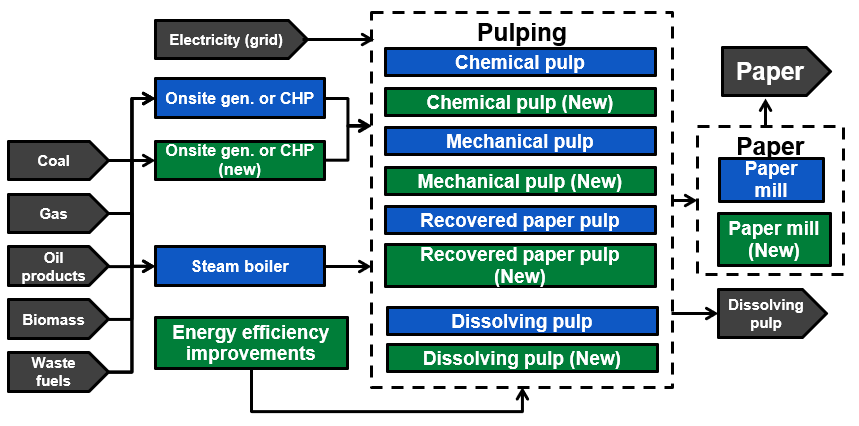 Electricity (grid)
Onsite gen. or CHP
Onsite gen. or CHP
(new)
Coal
Gas
Oil
products
Biomass
Waste
fuels
Steam boiler
Energy efficiency
improvements
Pulping
Chemical pulp
Chemical pulp (New)
Mechanical pulp
Mechanical pulp (New)
Recovered paper pulp
Recovered paper pulp
(New)
Dissolving pulp
Dissolving pulp (New)
Paper
Paper
Paper
mill
Paper mill
(New)
Dissolving
pulp